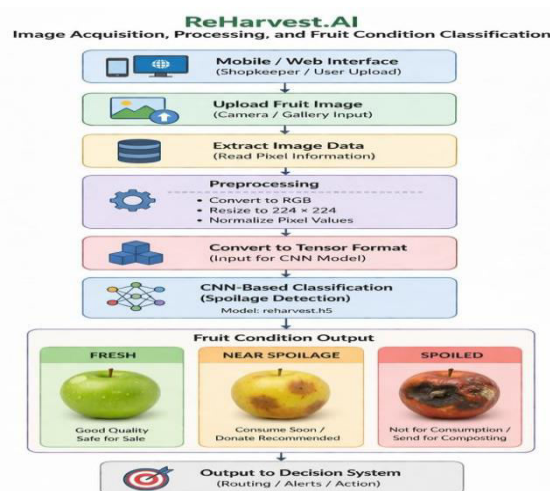 ReHarvest.AI
Image Acquisition, Processing, and Fruit Condition Classification
Mobile / Web Interface
(Shopkeeper / User Upload)
Upload Fruit Image
(Camera / Gallery Input)
Extract Image Data
(Read Pixel Information)
Preprocessing
• Convert to RGB
• Resize to 224 × 224
• Normalize Pixel Values
Convert to Tensor Format
(Input for CNN Model)
CNN-Based Classification
(Spoilage Detection)
Model: reharvest.h5
Fruit Condition Output
FRESH
Good Quality
Safe for Sale
NEAR SPOILAGE
Consume Soon /
Donate Recommended
SPOILED
Not for Consumption /
Send for Composting
Output to Decision System
(Routing / Alerts / Action)